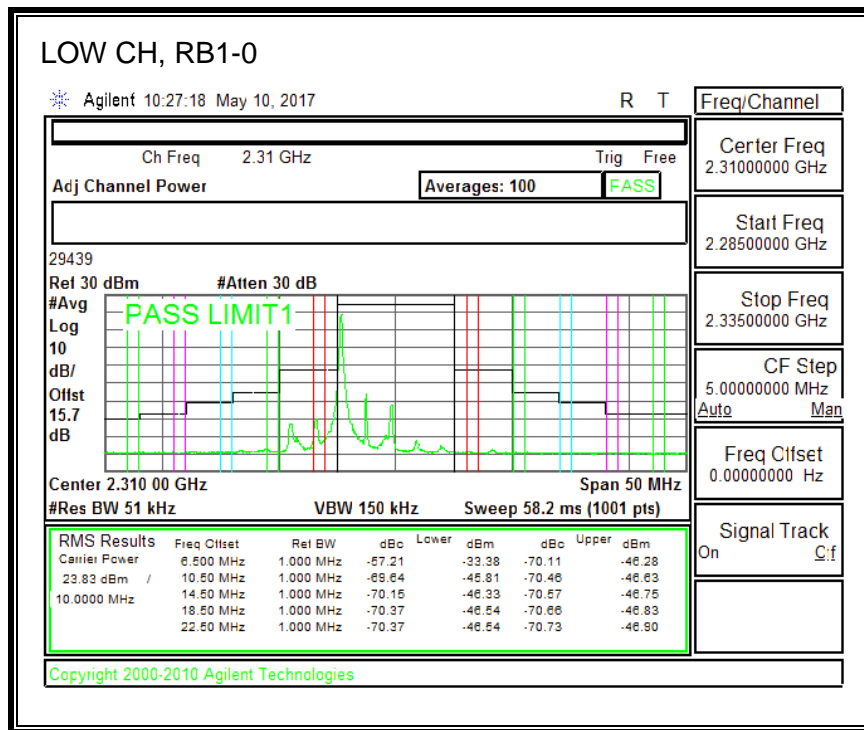 LOW CH, RB1-0
Agilent 10:27:18 May 10, 2017 R T
Freq/Channel
Ch Freq 2.31 GHz Trig Free
Adj Channel Power Averages: 100 PASS
Center Freq
2.31000000 GHz
Start Freq
2.28500000 GHz
Stop Freq
2.33500000 GHz
CF Step
5.00000000 MHz
Auto Man
Freq Offset
0.00000000 Hz
Signal Track
On Off
29439
Ref 30 dBm #Atten 30 dB
#Avg
Log
10
dB/
Offst
15.7
dB
PASS LIMIT1
Center 2.310 00 GHz Span 50 MHz
#Res BW 51 kHz VBW 150 kHz Sweep 58.2 ms (1001 pts)
RMS Results Freq Offset Ref BW dBc Lower dBm dBc Upper dBm
Carrier Power 6.500 MHz 1.000 MHz -57.21 -33.38 -70.11 -46.28
23.83 dBm / 10.50 MHz 1.000 MHz -69.64 -45.81 -70.46 -46.63
10.0000 MHz 14.50 MHz 1.000 MHz -70.15 -46.33 -70.57 -46.75
18.50 MHz 1.000 MHz -70.37 -46.54 -70.66 -46.83
22.50 MHz 1.000 MHz -70.37 -46.54 -70.73 -46.90
Copyright 2000-2010 Agilent Technologies